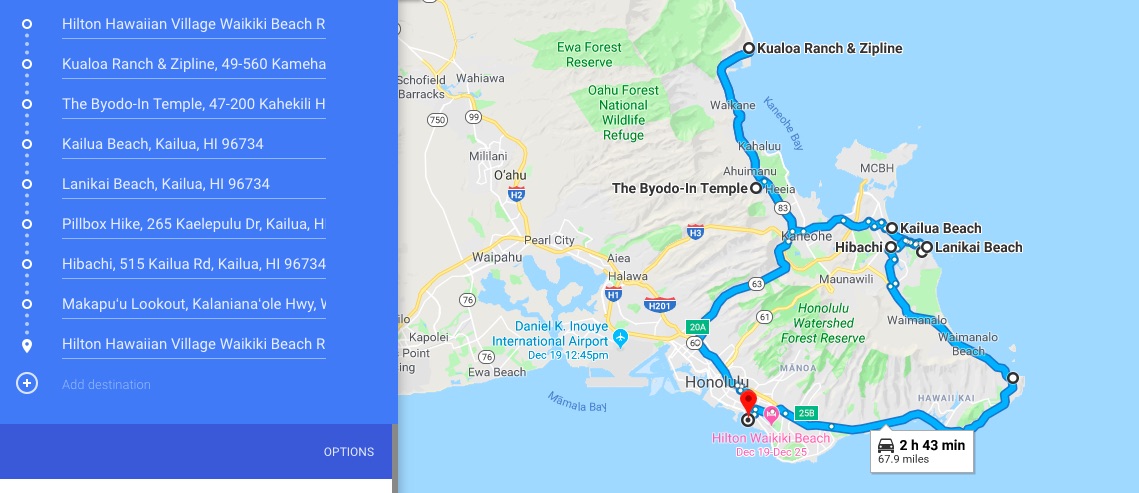 Hilton Hawaiian Village Waikiki Beach R
Kualoa Ranch & Zipline, 49-560 Kameha
The Byodo-In Temple, 47-200 Kahekili H
Kailua Beach, Kailua, HI 96734
Lanikai Beach, Kailua, HI 96734
Pillbox Hike, 265 Kaelepulu Dr, Kailua, HI
Hibachi, 515 Kailua Rd, Kailua, HI 96734
Makapu'u Lookout, Kalaniana'ole Hwy, W
Hilton Hawaiian Village Waikiki Beach R
Add destination
OPTIONS
Kualoa Ranch & Zipline
Ewa Forest
Reserve
Schofield
Barracks
Wahiawa
Oahu Forest
National
Wildlife
Refuge
Waikane
Kaneohe Bay
750
99
Kahaluu
Mililani
Ahuimanu
MCBH
O'ahu
The Byodo-In Temple
Heeia
H2
83
Kailua Beach
H3
Kaneohe
Pearl City
Hibachi
Lanikai Beach
Waipahu
Aiea
Halawa
Maunawili
63
H1
H201
76
61
Honolulu
Watershed
Forest Reserve
Waimanalo
ilo
Kapolei
Daniel K. Inouye
International Airport
Dec 19 12:45pm
20A
Waimanalo
Beach
Point
ing
76
Ewa Beach
MĀNOA
Honolulu
Māmala Bay
HAWAII KAI
25B
Hilton Waikiki Beach
Dec 19-Dec 25
2 h 43 min
67.9 miles